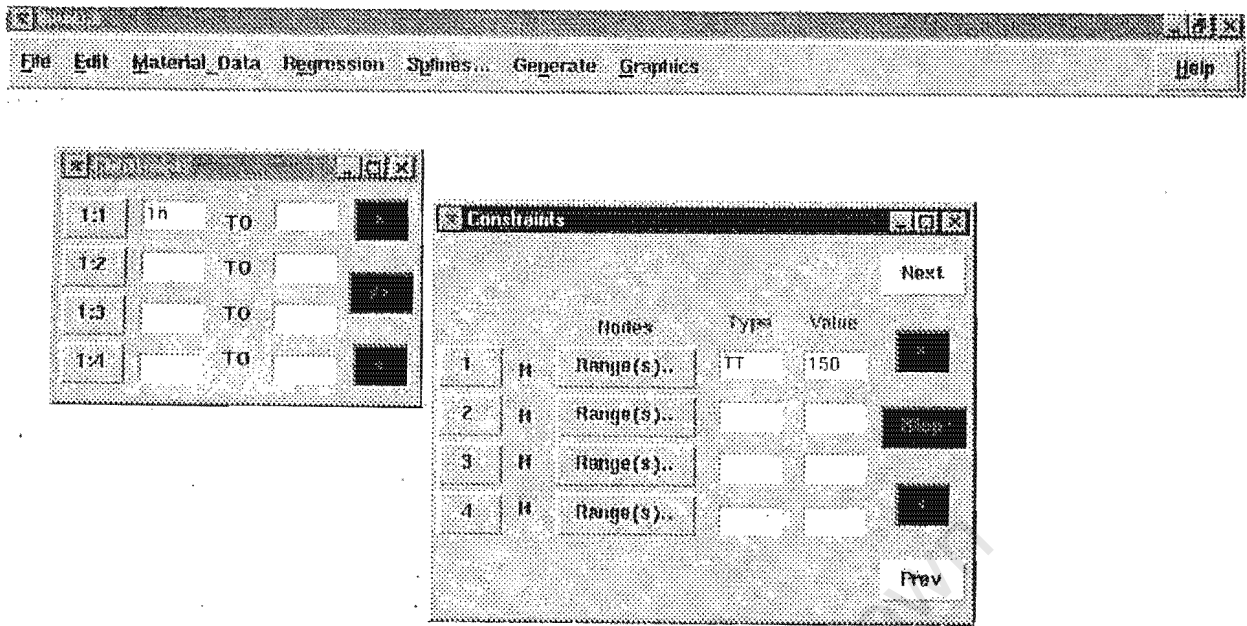 File Edit Material_Data Regression Splines... Generate Graphics Help
1:1 1n TO
1:2 TO
1:3 TO
1:4 TO
Constraints
Next
Nodes Type Value
1 N Range(s).. TT 150
2 N Range(s)..
3 N Range(s)..
4 N Range(s)..
Prev